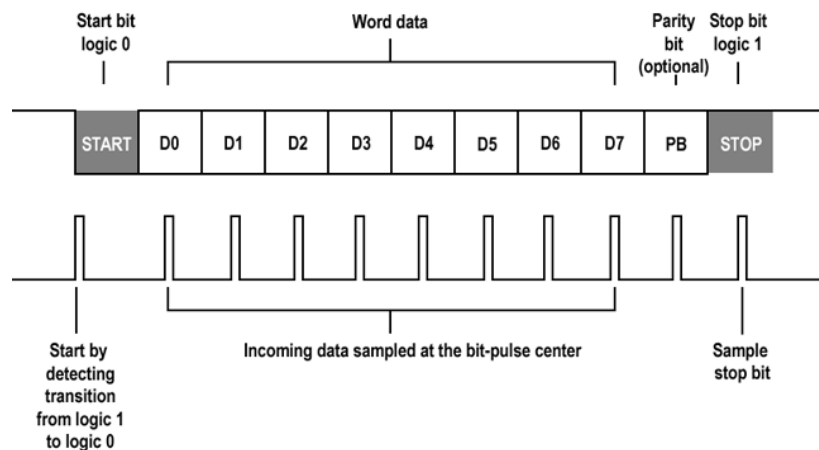 Start bit
logic 0
Word data
Parity
bit
(optional)
Stop bit
logic 1
START D0 D1 D2 D3 D4 D5 D6 D7 PB STOP
Start by
detecting
transition
from logic 1
to logic 0
Incoming data sampled at the bit-pulse center
Sample
stop bit